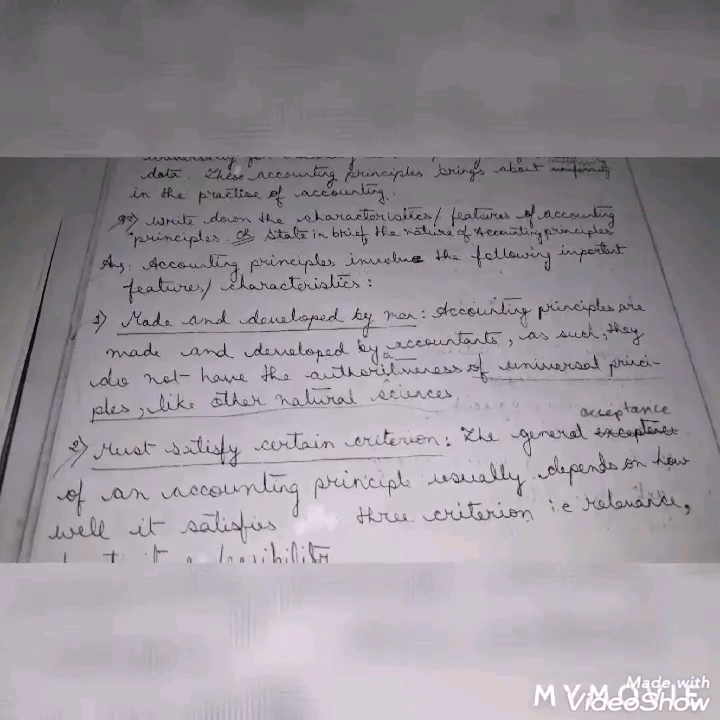 data. These accounting principles brings about uniformity
in the practise of accounting.
Write down the characteristics/features of accounting
principles. Or State in brief the nature of Accounting principles
Ans: Accounting principles involve the following important
features/characteristics:
1) Made and developed by man: Accounting principles are
made and developed by accountants, as such, they
do not have the authoritiveness of universal princi-
ples, like other natural sciences.
acceptance
2) Must satisfy certain criterion: The general
of an accounting principle usually depends on how
well it satisfies three criterion i.e relevance,
MYMOVIE
Made with
VideoShow